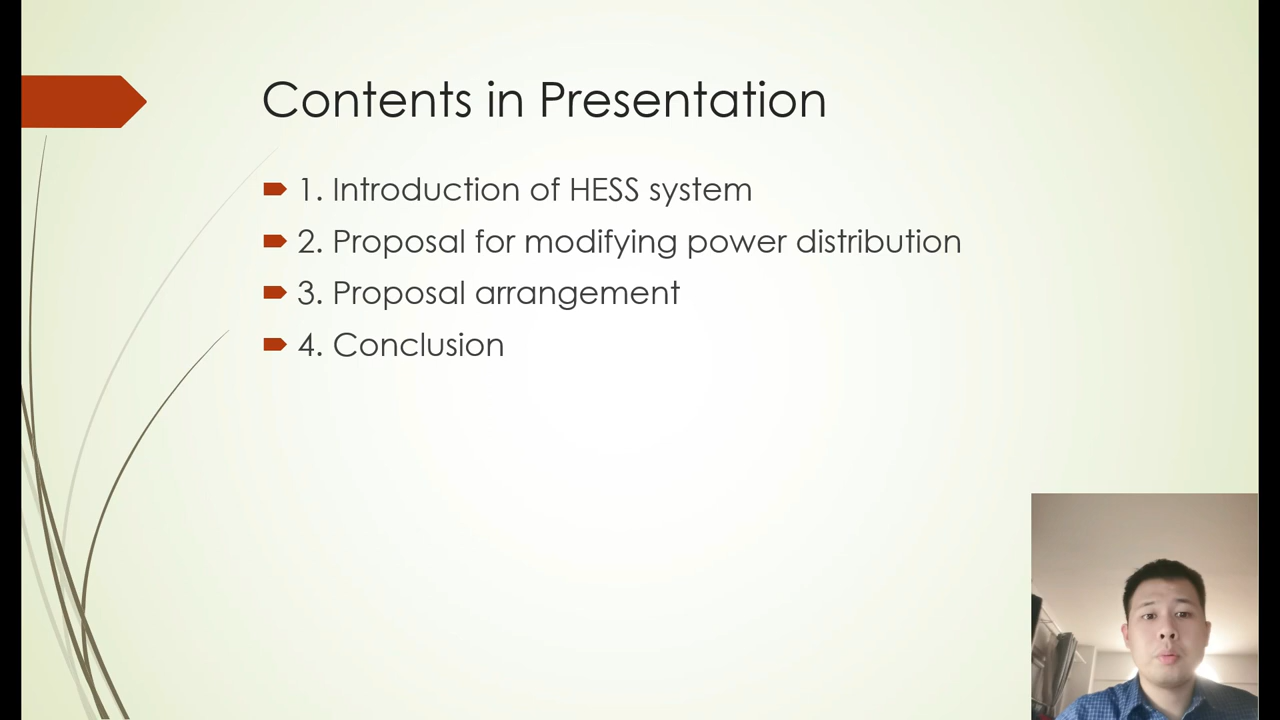 Contents in Presentation
1. Introduction of HESS system
2. Proposal for modifying power distribution
3. Proposal arrangement
4. Conclusion